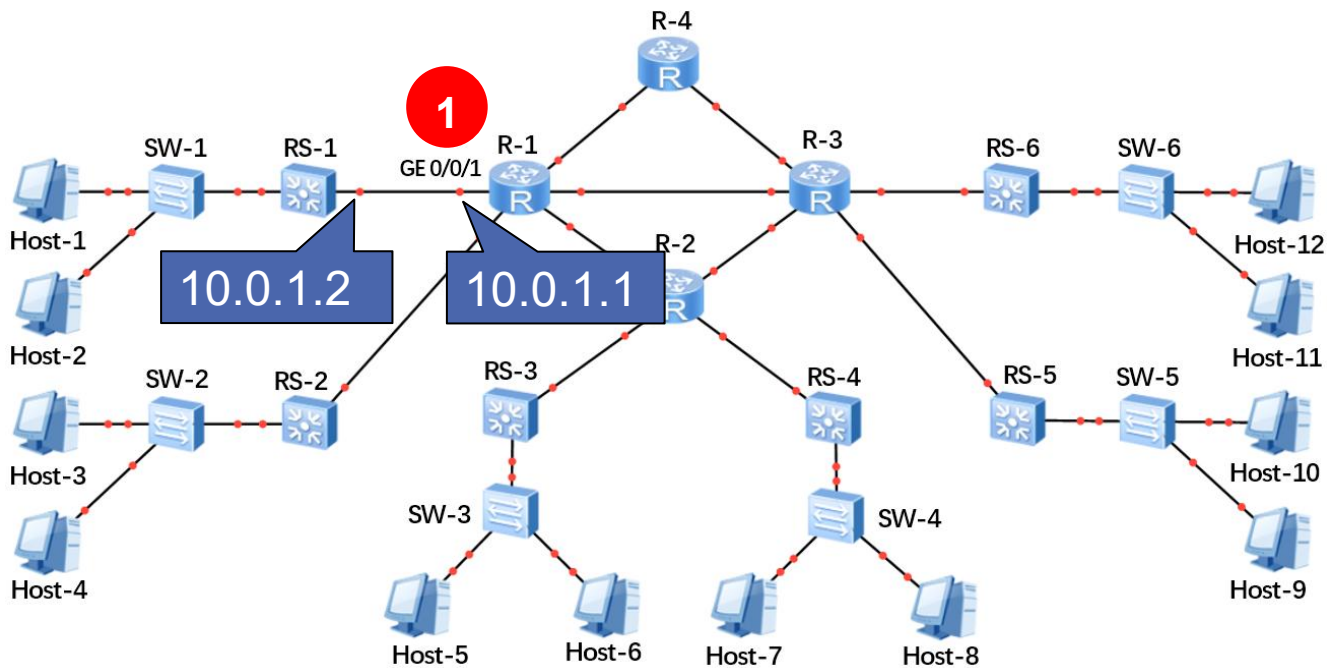 R-4
1
R-1
R-3
SW-1
RS-1
GE 0/0/1
RS-6
SW-6
Host-1
R-2
Host-12
10.0.1.2
10.0.1.1
R
R
R
R
Host-2
Host-11
SW-2
RS-2
RS-3
RS-4
RS-5
SW-5
Host-3
Host-10
SW-3
SW-4
Host-4
Host-9
Host-5
Host-6
Host-7
Host-8